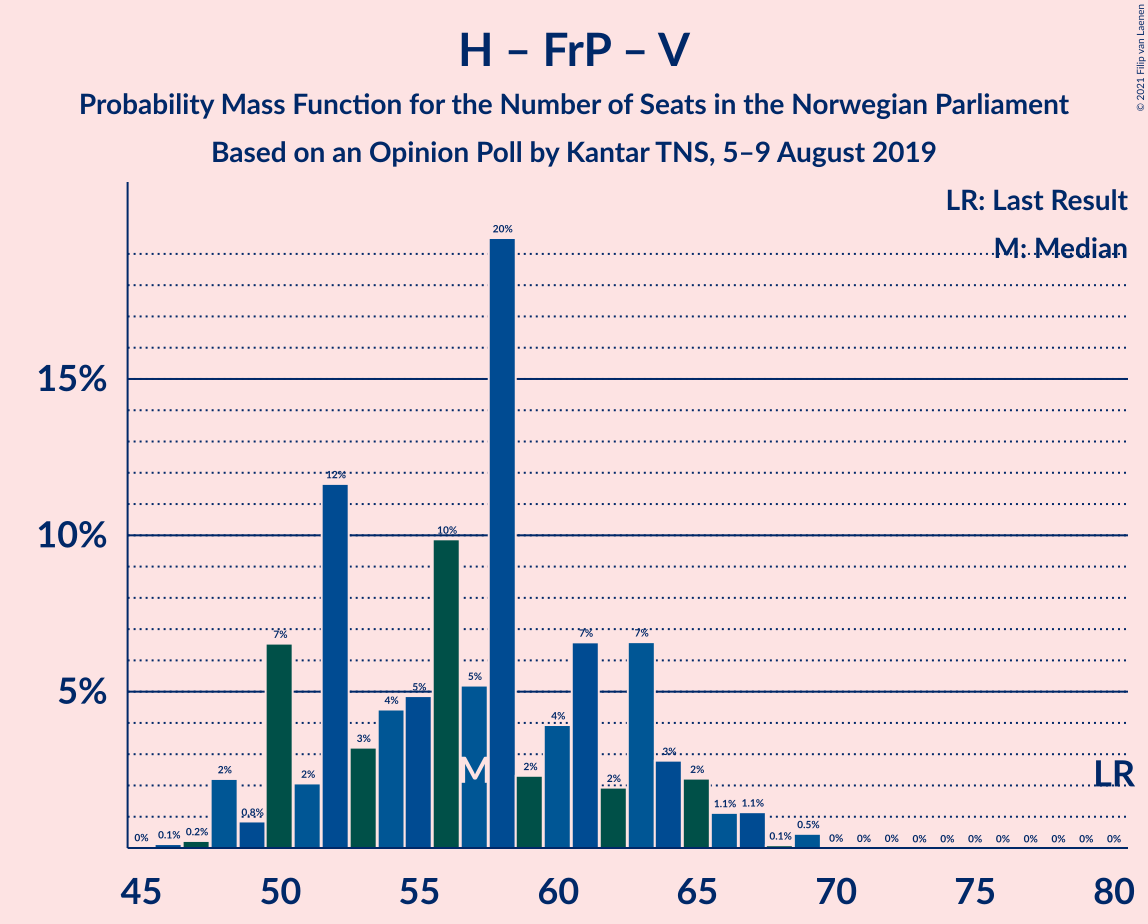 H – FrP – V
Probability Mass Function for the Number of Seats in the Norwegian Parliament
Based on an Opinion Poll by Kantar TNS, 5–9 August 2019
© 2021 Filip van Laenen
LR: Last Result
M: Median
15%
10%
5%
0% 0.1% 0.2% 2% 0.8% 7% 2% 12% 3% 4% 5% 10% 5% 20% 2% 4% 7% 2% 7% 3% 2% 1.1% 1.1% 0.1% 0.5% 0% 0% 0% 0% 0% 0% 0% 0% 0% 0% 0%
M
LR
45 50 55 60 65 70 75 80